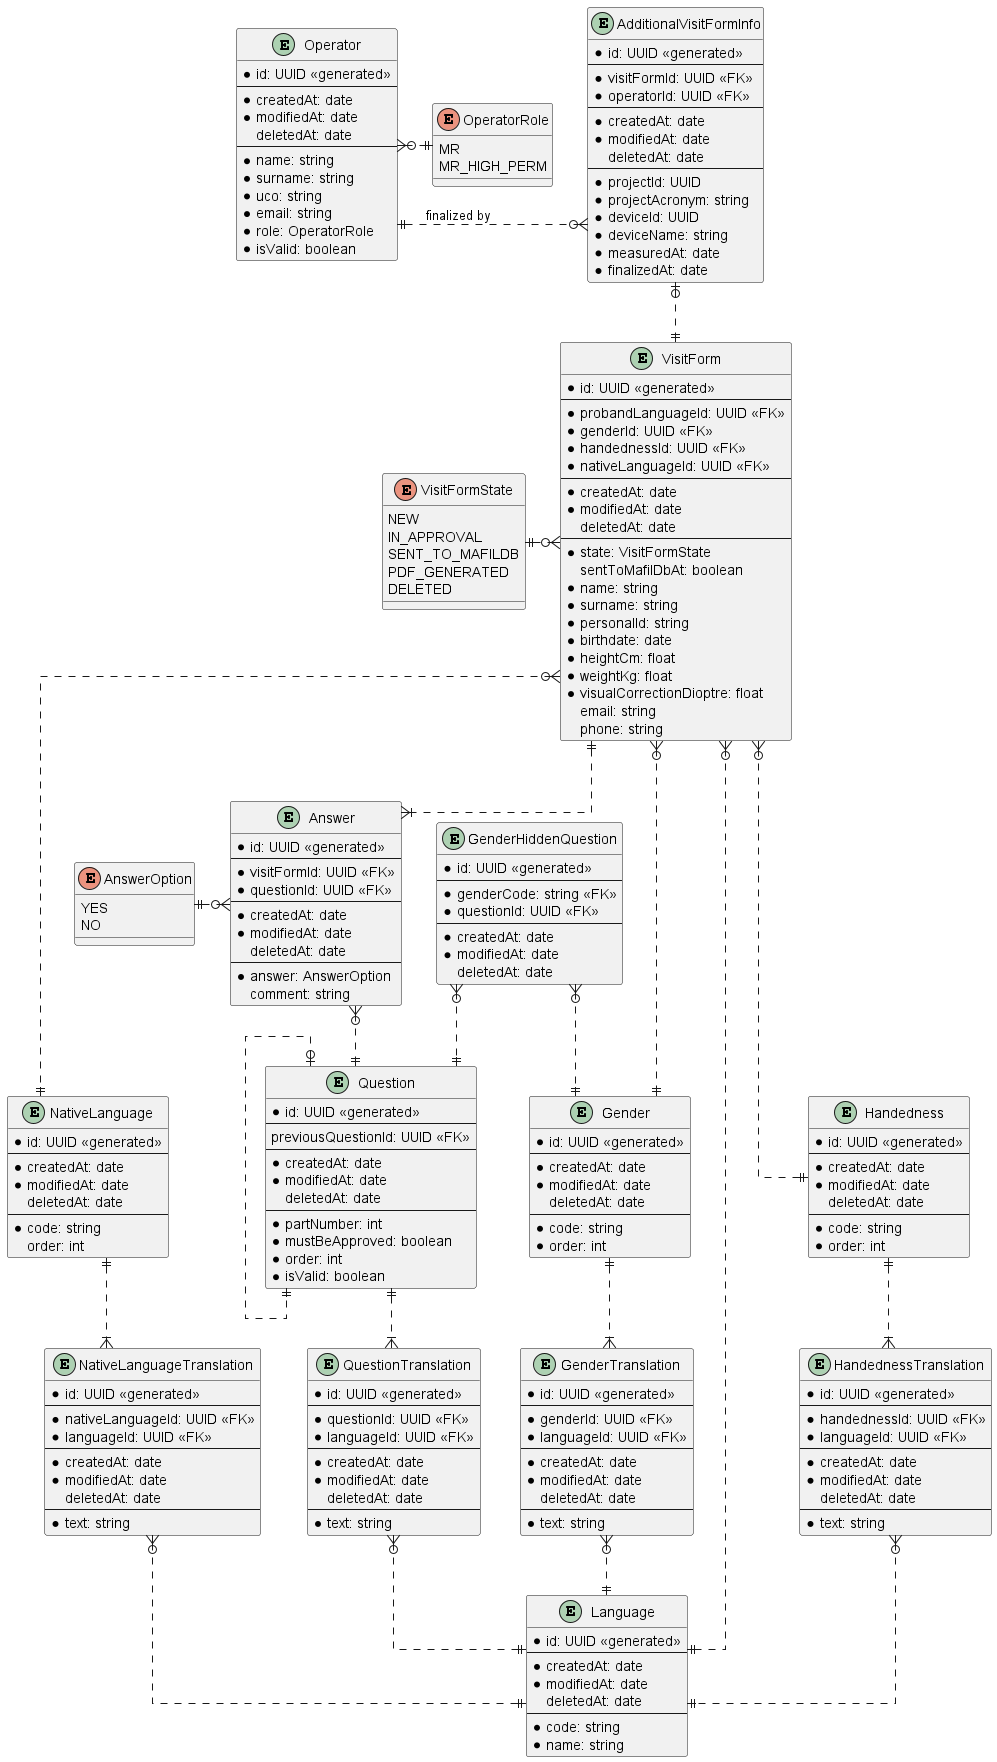 E AdditionalVisitFormInfo
id: UUID «generated»
visitFormId: UUID «FK»
operatorId: UUID «FK»
createdAt: date
modifiedAt: date
deletedAt: date
projectId: UUID
projectAcronym: string
deviceId: UUID
deviceName: string
measuredAt: date
finalizedAt: date
E Operator
id: UUID «generated»
createdAt: date
modifiedAt: date
deletedAt: date
name: string
surname: string
uco: string
email: string
role: OperatorRole
isValid: boolean
E OperatorRole
MR
MR_HIGH_PERM
finalized by
E VisitForm
id: UUID «generated»
probandLanguageId: UUID «FK»
genderId: UUID «FK»
handednessId: UUID «FK»
nativeLanguageId: UUID «FK»
createdAt: date
modifiedAt: date
deletedAt: date
state: VisitFormState
sentToMafilDbAt: boolean
name: string
surname: string
personalId: string
birthdate: date
heightCm: float
weightKg: float
visualCorrectionDioptre: float
email: string
phone: string
E VisitFormState
NEW
IN_APPROVAL
SENT_TO_MAFILDB
PDF_GENERATED
DELETED
E Answer
id: UUID «generated»
visitFormId: UUID «FK»
questionId: UUID «FK»
createdAt: date
modifiedAt: date
deletedAt: date
answer: AnswerOption
comment: string
E GenderHiddenQuestion
id: UUID «generated»
genderCode: string «FK»
questionId: UUID «FK»
createdAt: date
modifiedAt: date
deletedAt: date
E AnswerOption
YES
NO
E NativeLanguage
id: UUID «generated»
createdAt: date
modifiedAt: date
deletedAt: date
code: string
order: int
E Question
id: UUID «generated»
previousQuestionId: UUID «FK»
createdAt: date
modifiedAt: date
deletedAt: date
partNumber: int
mustBeApproved: boolean
order: int
isValid: boolean
E Gender
id: UUID «generated»
createdAt: date
modifiedAt: date
deletedAt: date
code: string
order: int
E Handedness
id: UUID «generated»
createdAt: date
modifiedAt: date
deletedAt: date
code: string
order: int
E NativeLanguageTranslation
id: UUID «generated»
nativeLanguageId: UUID «FK»
languageId: UUID «FK»
createdAt: date
modifiedAt: date
deletedAt: date
text: string
E QuestionTranslation
id: UUID «generated»
questionId: UUID «FK»
languageId: UUID «FK»
createdAt: date
modifiedAt: date
deletedAt: date
text: string
E GenderTranslation
id: UUID «generated»
genderId: UUID «FK»
languageId: UUID «FK»
createdAt: date
modifiedAt: date
deletedAt: date
text: string
E HandednessTranslation
id: UUID «generated»
handednessId: UUID «FK»
languageId: UUID «FK»
createdAt: date
modifiedAt: date
deletedAt: date
text: string
E Language
id: UUID «generated»
createdAt: date
modifiedAt: date
deletedAt: date
code: string
name: string